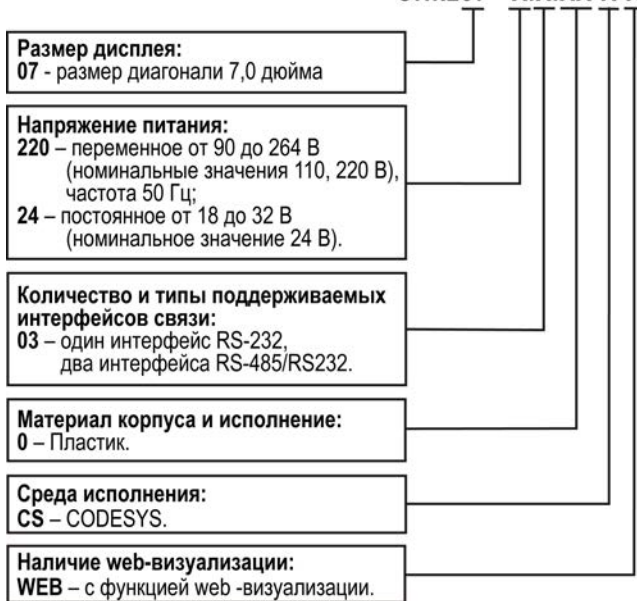 Размер дисплея:
07 - размер диагонали 7,0 дюйма
Напряжение питания:
220 – переменное от 90 до 264 В
(номинальные значения 110, 220 В),
частота 50 Гц;
24 – постоянное от 18 до 32 В
(номинальное значение 24 В).
Количество и типы поддерживаемых
интерфейсов связи:
03 – один интерфейс RS-232,
два интерфейса RS-485/RS232.
Материал корпуса и исполнение:
0 – Пластик.
Среда исполнения:
CS – CODESYS.
Наличие web-визуализации:
WEB – с функцией web -визуализации.